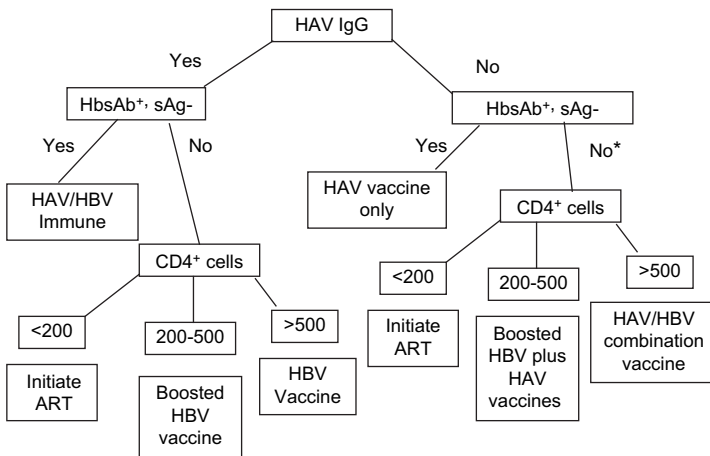 HAV IgG
Yes
No
HbsAb⁺, sAg-
HbsAb⁺, sAg-
Yes
No
Yes
No*
HAV/HBV
Immune
HAV vaccine
only
CD4⁺ cells
CD4⁺ cells
<200
200-500
>500
<200
200-500
>500
Initiate
ART
Boosted
HBV
vaccine
HBV
Vaccine
Initiate
ART
Boosted
HBV plus
HAV
vaccines
HAV/HBV
combination
vaccine